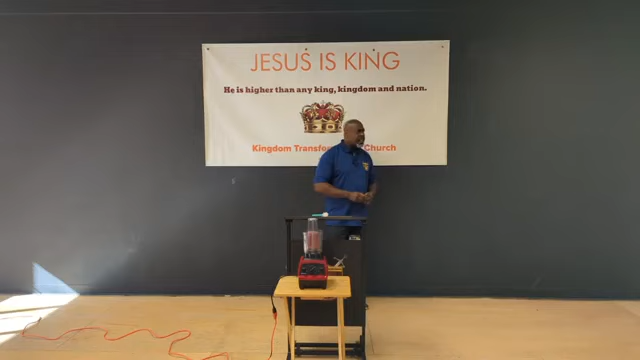 JESUS IS KING
He is higher than any king, kingdom and nation.
Kingdom Church